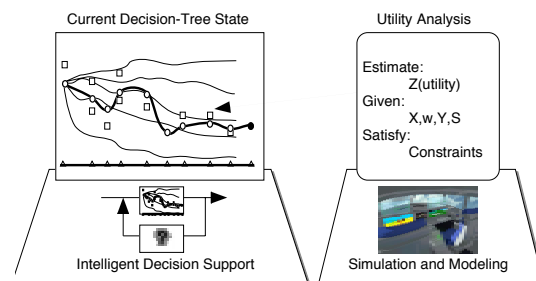 Current Decision-Tree State
Utility Analysis
Estimate:
Z(utility)
Given:
X,w,Y,S
Satisfy:
Constraints
Intelligent Decision Support
Simulation and Modeling